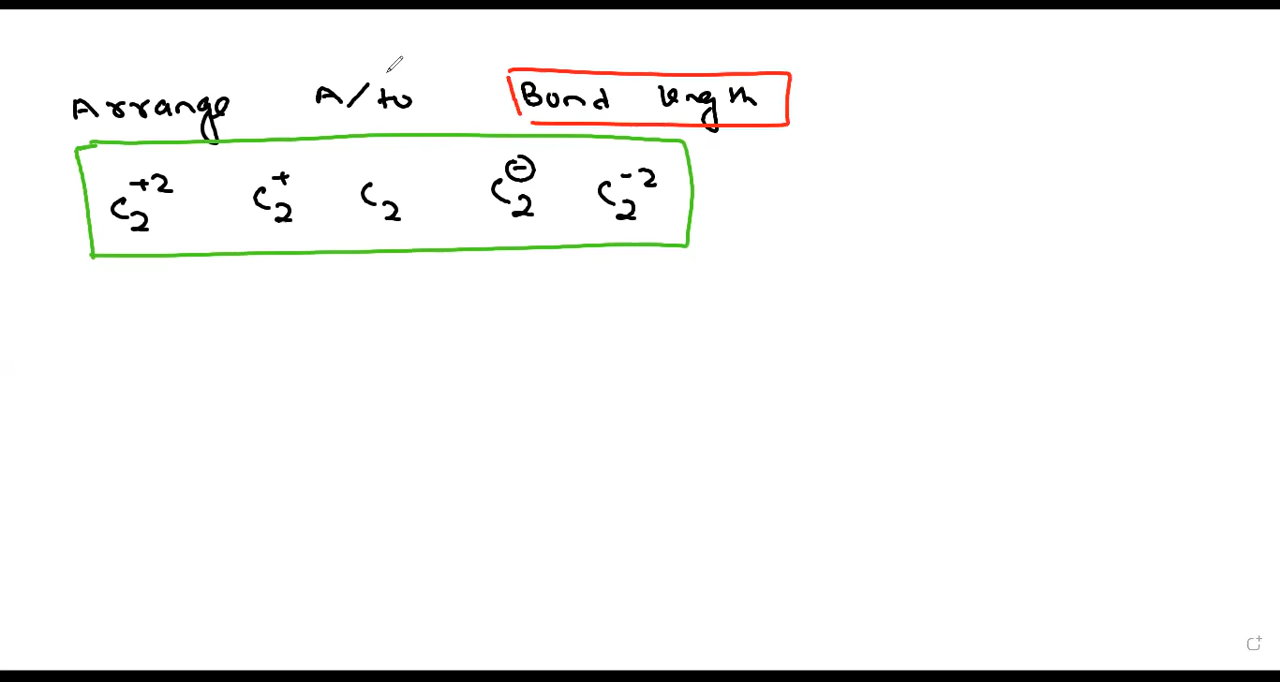 Arrange A/to Bond length
C₂⁺² C₂⁺ C₂ C₂⊖ C₂⁻²